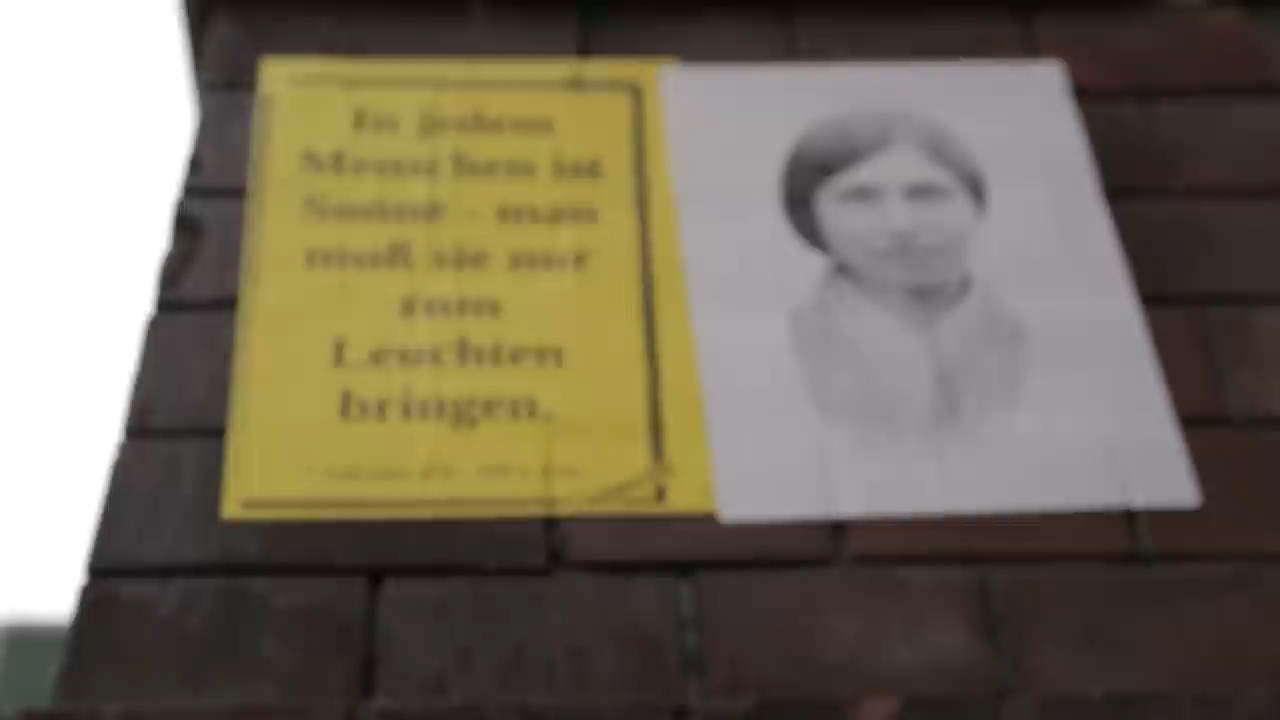 In jedem
Menschen ist
Sonne - man
muß sie nur
zum
Leuchten
bringen.